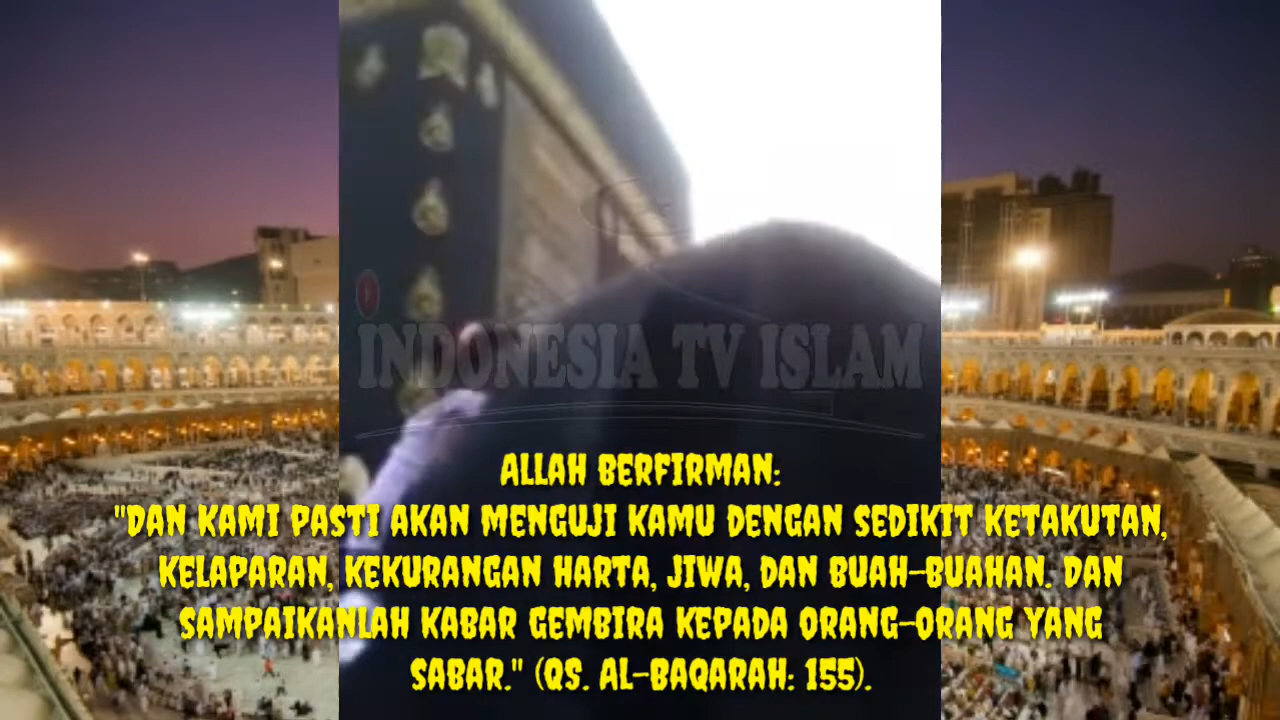 INDONESIA TV ISLAM
ALLAH BERFIRMAN:
"DAN KAMI PASTI AKAN MENGUJI KAMU DENGAN SEDIKIT KETAKUTAN,
KELAPARAN, KEKURANGAN HARTA, JIWA, DAN BUAH-BUAHAN. DAN
SAMPAIKANLAH KABAR GEMBIRA KEPADA ORANG-ORANG YANG
SABAR." (QS. AL-BAQARAH: 155).